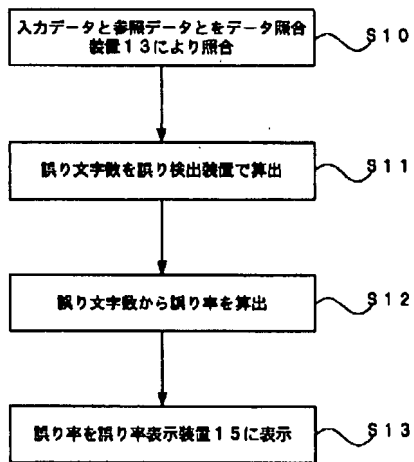 入力データと参照データとをデータ照合
装置13により照合
S10
誤り文字数を誤り検出装置で算出
S11
誤り文字数から誤り率を算出
S12
誤り率を誤り率表示装置15に表示
S13